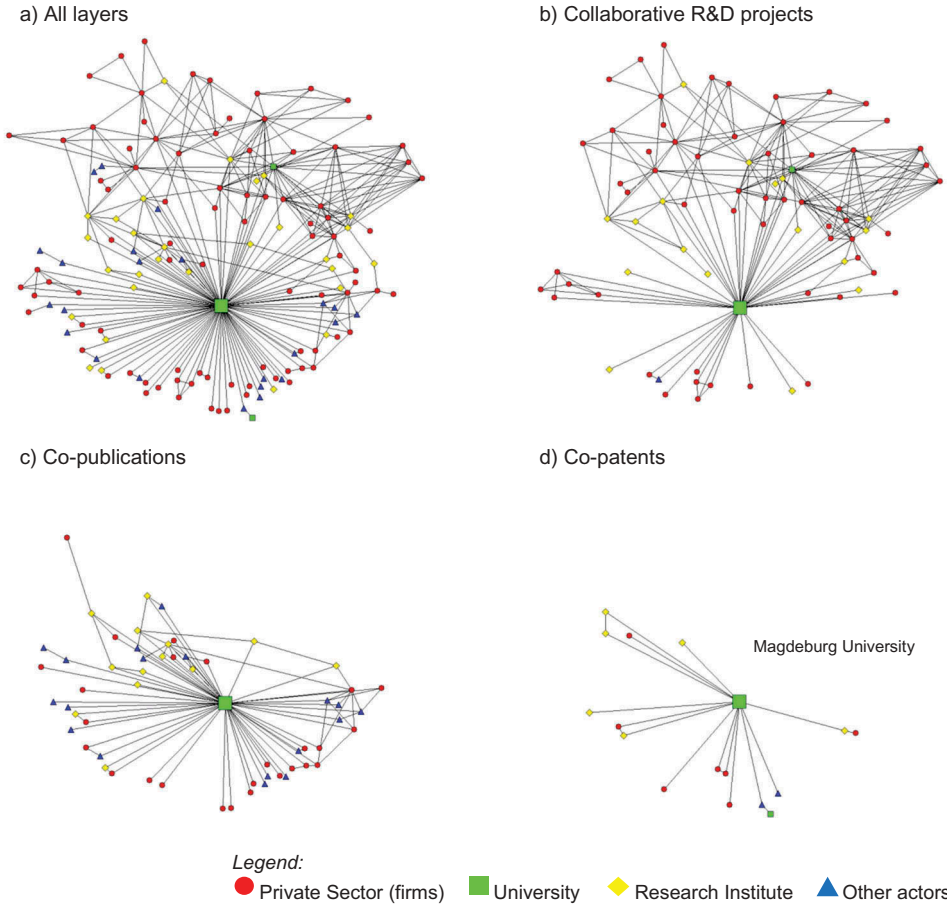 a) All layers
b) Collaborative R&D projects
c) Co-publications
d) Co-patents
Magdeburg University
Legend:
Private Sector (firms) University Research Institute Other actors